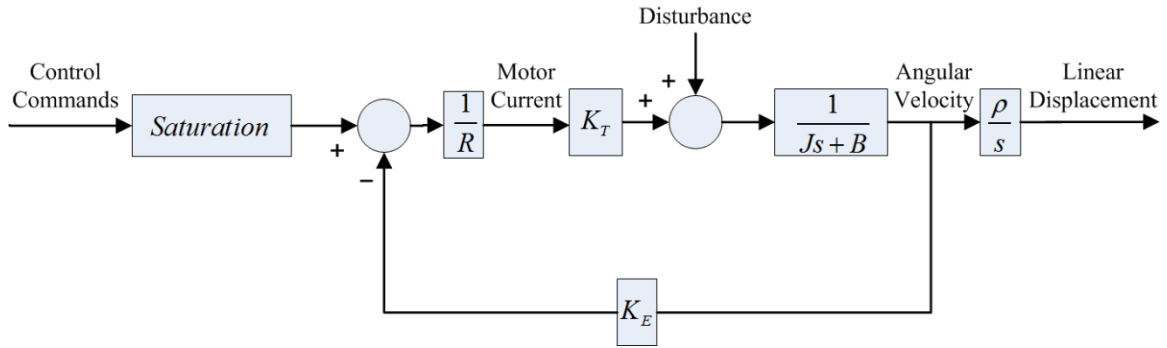 Disturbance
Control
Commands
Saturation
+
−
1
R
Motor
Current
K_T
+
+
1
Js + B
Angular
Velocity
ρ
s
Linear
Displacement
K_E